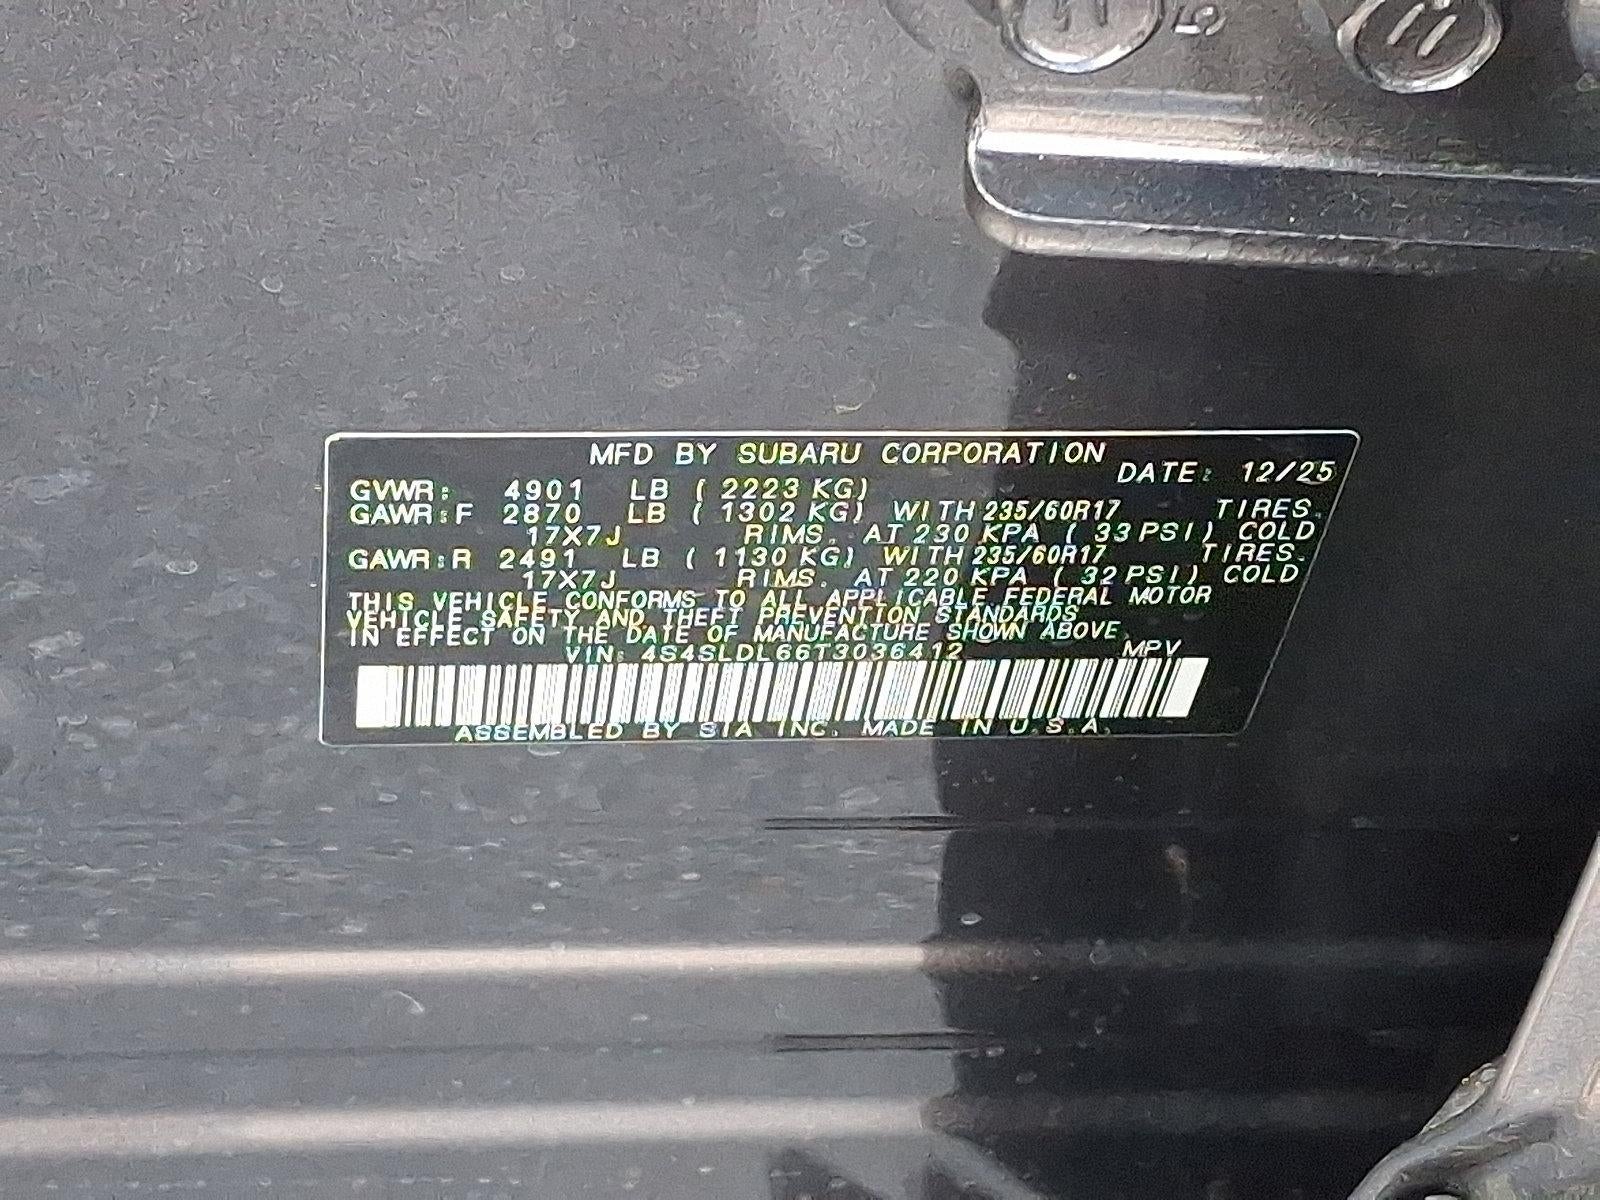 MFD BY SUBARU CORPORATION
DATE: 12/25
GVWR: 4901 LB (2223 KG)
GAWR:F 2870 LB (1302 KG) WITH 235/60R17 TIRES.
17X7J RIMS. AT 230 KPA (33 PSI) COLD
GAWR:R 2491 LB (1130 KG) WITH 235/60R17 TIRES.
17X7J RIMS. AT 220 KPA (32 PSI) COLD
THIS VEHICLE CONFORMS TO ALL APPLICABLE FEDERAL MOTOR
VEHICLE SAFETY AND THEFT PREVENTION STANDARDS
IN EFFECT ON THE DATE OF MANUFACTURE SHOWN ABOVE.
VIN: 4S4SLDL66T3036412 MPV
ASSEMBLED BY SIA INC. MADE IN U.S.A.